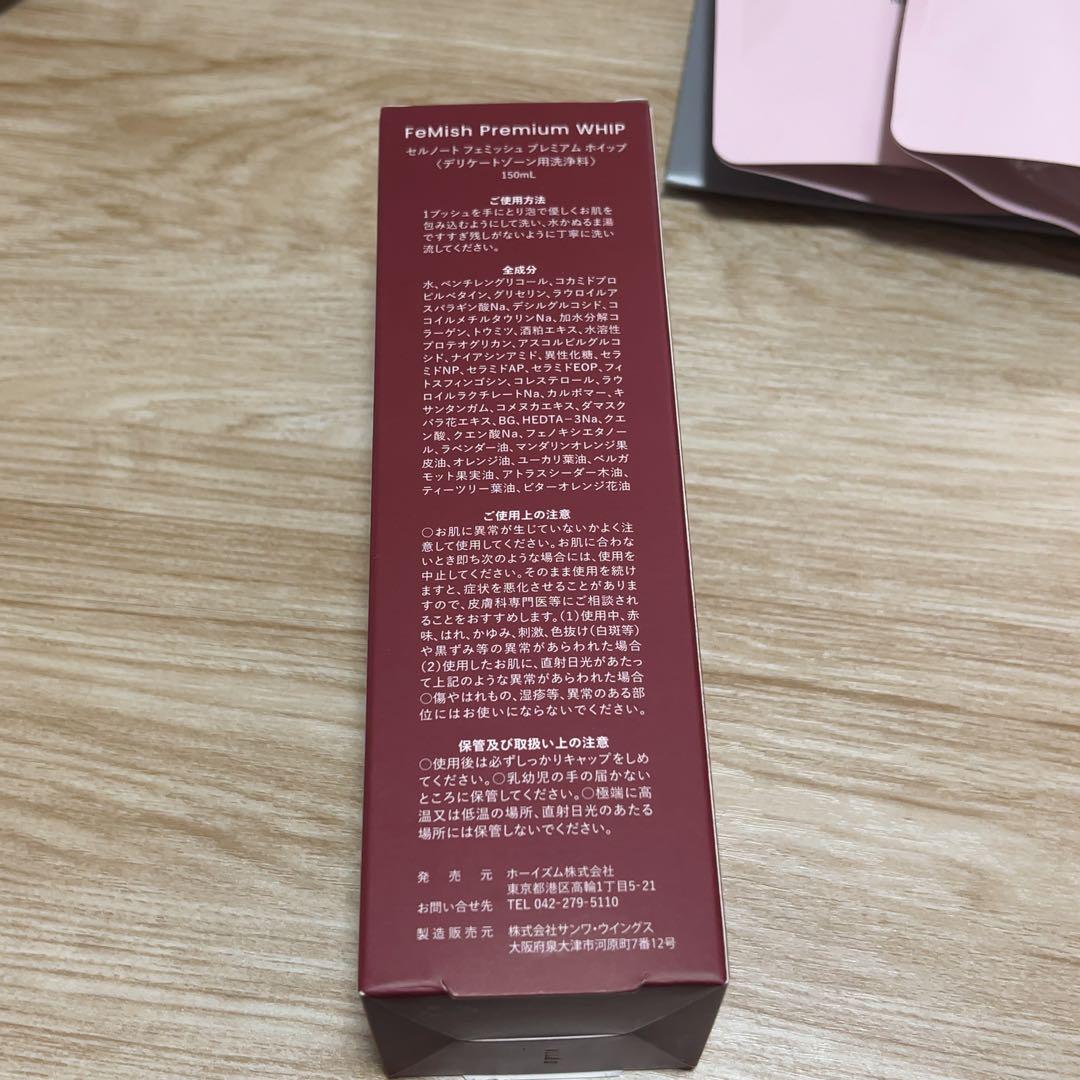 FeMish Premium WHIP
セルノート フェミッシュ プレミアム ホイップ
〈デリケートゾーン用洗浄料〉
150mL
ご使用方法
1プッシュを手にとり泡で優しくお肌を
包み込むようにして洗い、水かぬるま湯
ですすぎ残しがないように丁寧に洗い
流してください。
全成分
水、ペンチレングリコール、コカミドプロ
ピルベタイン、グリセリン、ラウロイルア
スパラギン酸Na、デシルグルコシド、コ
コイルメチルタウリンNa、加水分解コ
ラーゲン、トウミツ、酒粕エキス、水溶性
プロテオグリカン、アスコルビルグルコ
シド、ナイアシンアミド、異性化糖、セラ
ミドNP、セラミドAP、セラミドEOP、フィ
トスフィンゴシン、コレステロール、ラウ
ロイルラクチレートNa、カルボマー、キ
サンタンガム、コメヌカエキス、ダマスク
バラ花エキス、BG、HEDTA-3Na、クエ
ン酸、クエン酸Na、フェノキシエタノー
ル、ラベンダー油、マンダリンオレンジ果
皮油、オレンジ油、ユーカリ葉油、ベルガ
モット果実油、アトラスシーダー木油、
ティーツリー葉油、ビターオレンジ花油
ご使用上の注意
○お肌に異常が生じていないかよく注
意して使用してください。お肌に合わな
いとき即ち次のような場合には、使用を
中止してください。そのまま使用を続け
ますと、症状を悪化させることがありま
すので、皮膚科専門医等にご相談され
ることをおすすめします。(1)使用中、赤
味、はれ、かゆみ、刺激、色抜け(白斑等)
や黒ずみ等の異常があらわれた場合
(2)使用したお肌に、直射日光があたっ
て上記のような異常があらわれた場合
○傷やはれもの、湿疹等、異常のある部
位にはお使いにならないでください。
保管及び取扱い上の注意
○使用後は必ずしっかりキャップをしめ
てください。○乳幼児の手の届かない
ところに保管してください。○極端に高
温又は低温の場所、直射日光のあたる
場所には保管しないでください。
発売元 ホーイズム株式会社
東京都港区高輪1丁目5-21
お問い合せ先 TEL 042-279-5110
製造販売元 株式会社サンワ・ウイングス
大阪府泉大津市河原町7番12号